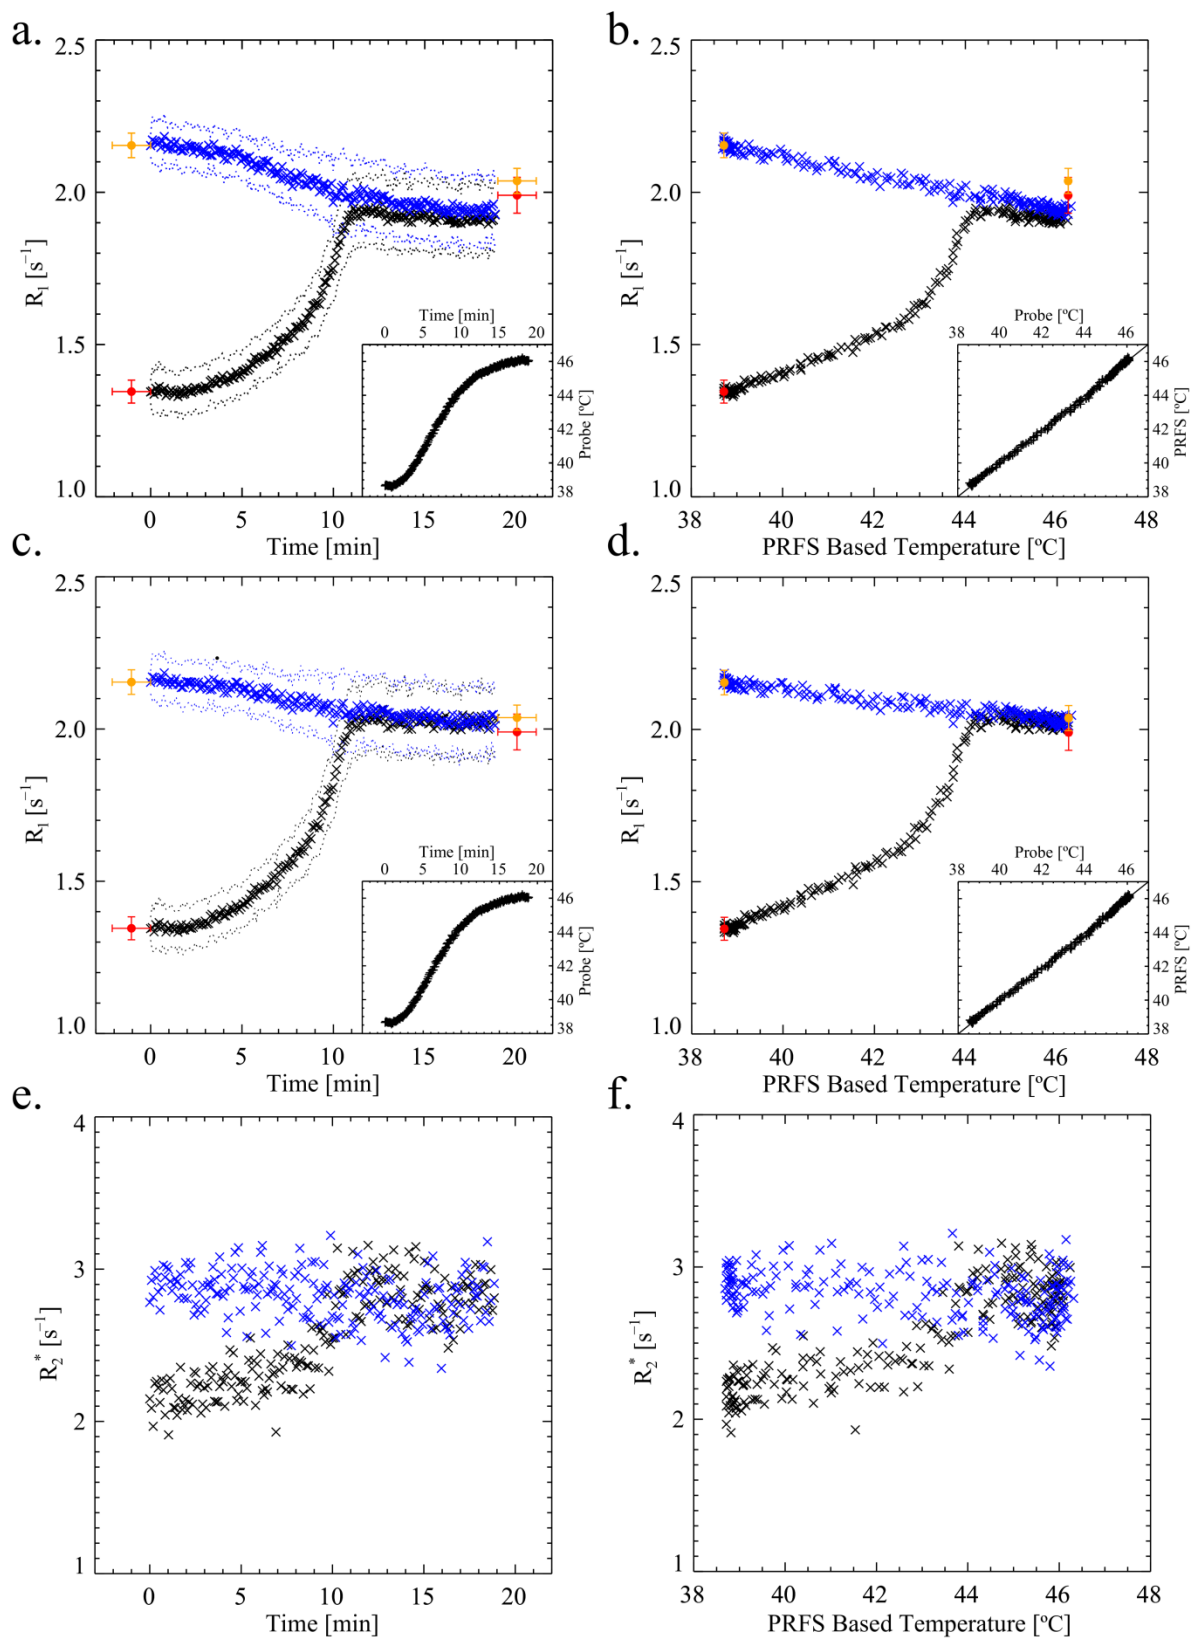 a.
2.5
2.0
1.5
1.0
R1 [s−1]
0 5 10 15 20
Time [min]
Time [min]
0 5 10 15 20
46
44
42
40
38
Probe [ºC]
b.
2.5
2.0
1.5
1.0
R1 [s−1]
38 40 42 44 46 48
PRFS Based Temperature [ºC]
Probe [ºC]
38 40 42 44 46
46
44
42
40
38
PRFS [ºC]
c.
2.5
2.0
1.5
1.0
R1 [s−1]
0 5 10 15 20
Time [min]
Time [min]
0 5 10 15 20
46
44
42
40
38
Probe [ºC]
d.
2.5
2.0
1.5
1.0
R1 [s−1]
38 40 42 44 46 48
PRFS Based Temperature [ºC]
Probe [ºC]
38 40 42 44 46
46
44
42
40
38
PRFS [ºC]
e.
4
3
2
1
R2* [s−1]
0 5 10 15 20
Time [min]
f.
4
3
2
1
R2* [s−1]
38 40 42 44 46 48
PRFS Based Temperature [ºC]